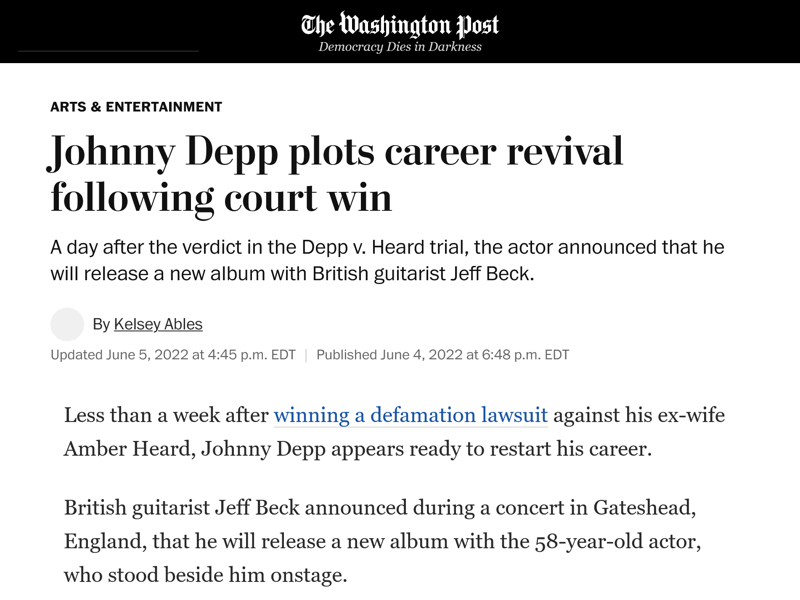 The Washington Post
Democracy Dies in Darkness
ARTS & ENTERTAINMENT
Johnny Depp plots career revival
following court win
A day after the verdict in the Depp v. Heard trial, the actor announced that he
will release a new album with British guitarist Jeff Beck.
By Kelsey Ables
Updated June 5, 2022 at 4:45 p.m. EDT | Published June 4, 2022 at 6:48 p.m. EDT
Less than a week after winning a defamation lawsuit against his ex-wife
Amber Heard, Johnny Depp appears ready to restart his career.
British guitarist Jeff Beck announced during a concert in Gateshead,
England, that he will release a new album with the 58-year-old actor,
who stood beside him onstage.